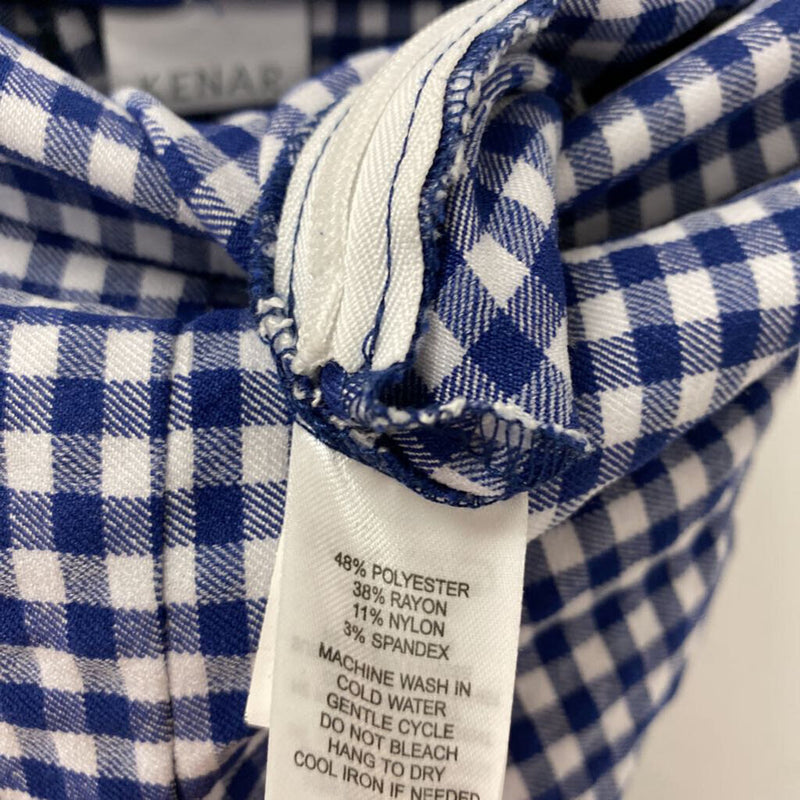 KENAR
48% POLYESTER
38% RAYON
11% NYLON
3% SPANDEX
MACHINE WASH IN
COLD WATER
GENTLE CYCLE
DO NOT BLEACH
HANG TO DRY
COOL IRON IF NEEDED